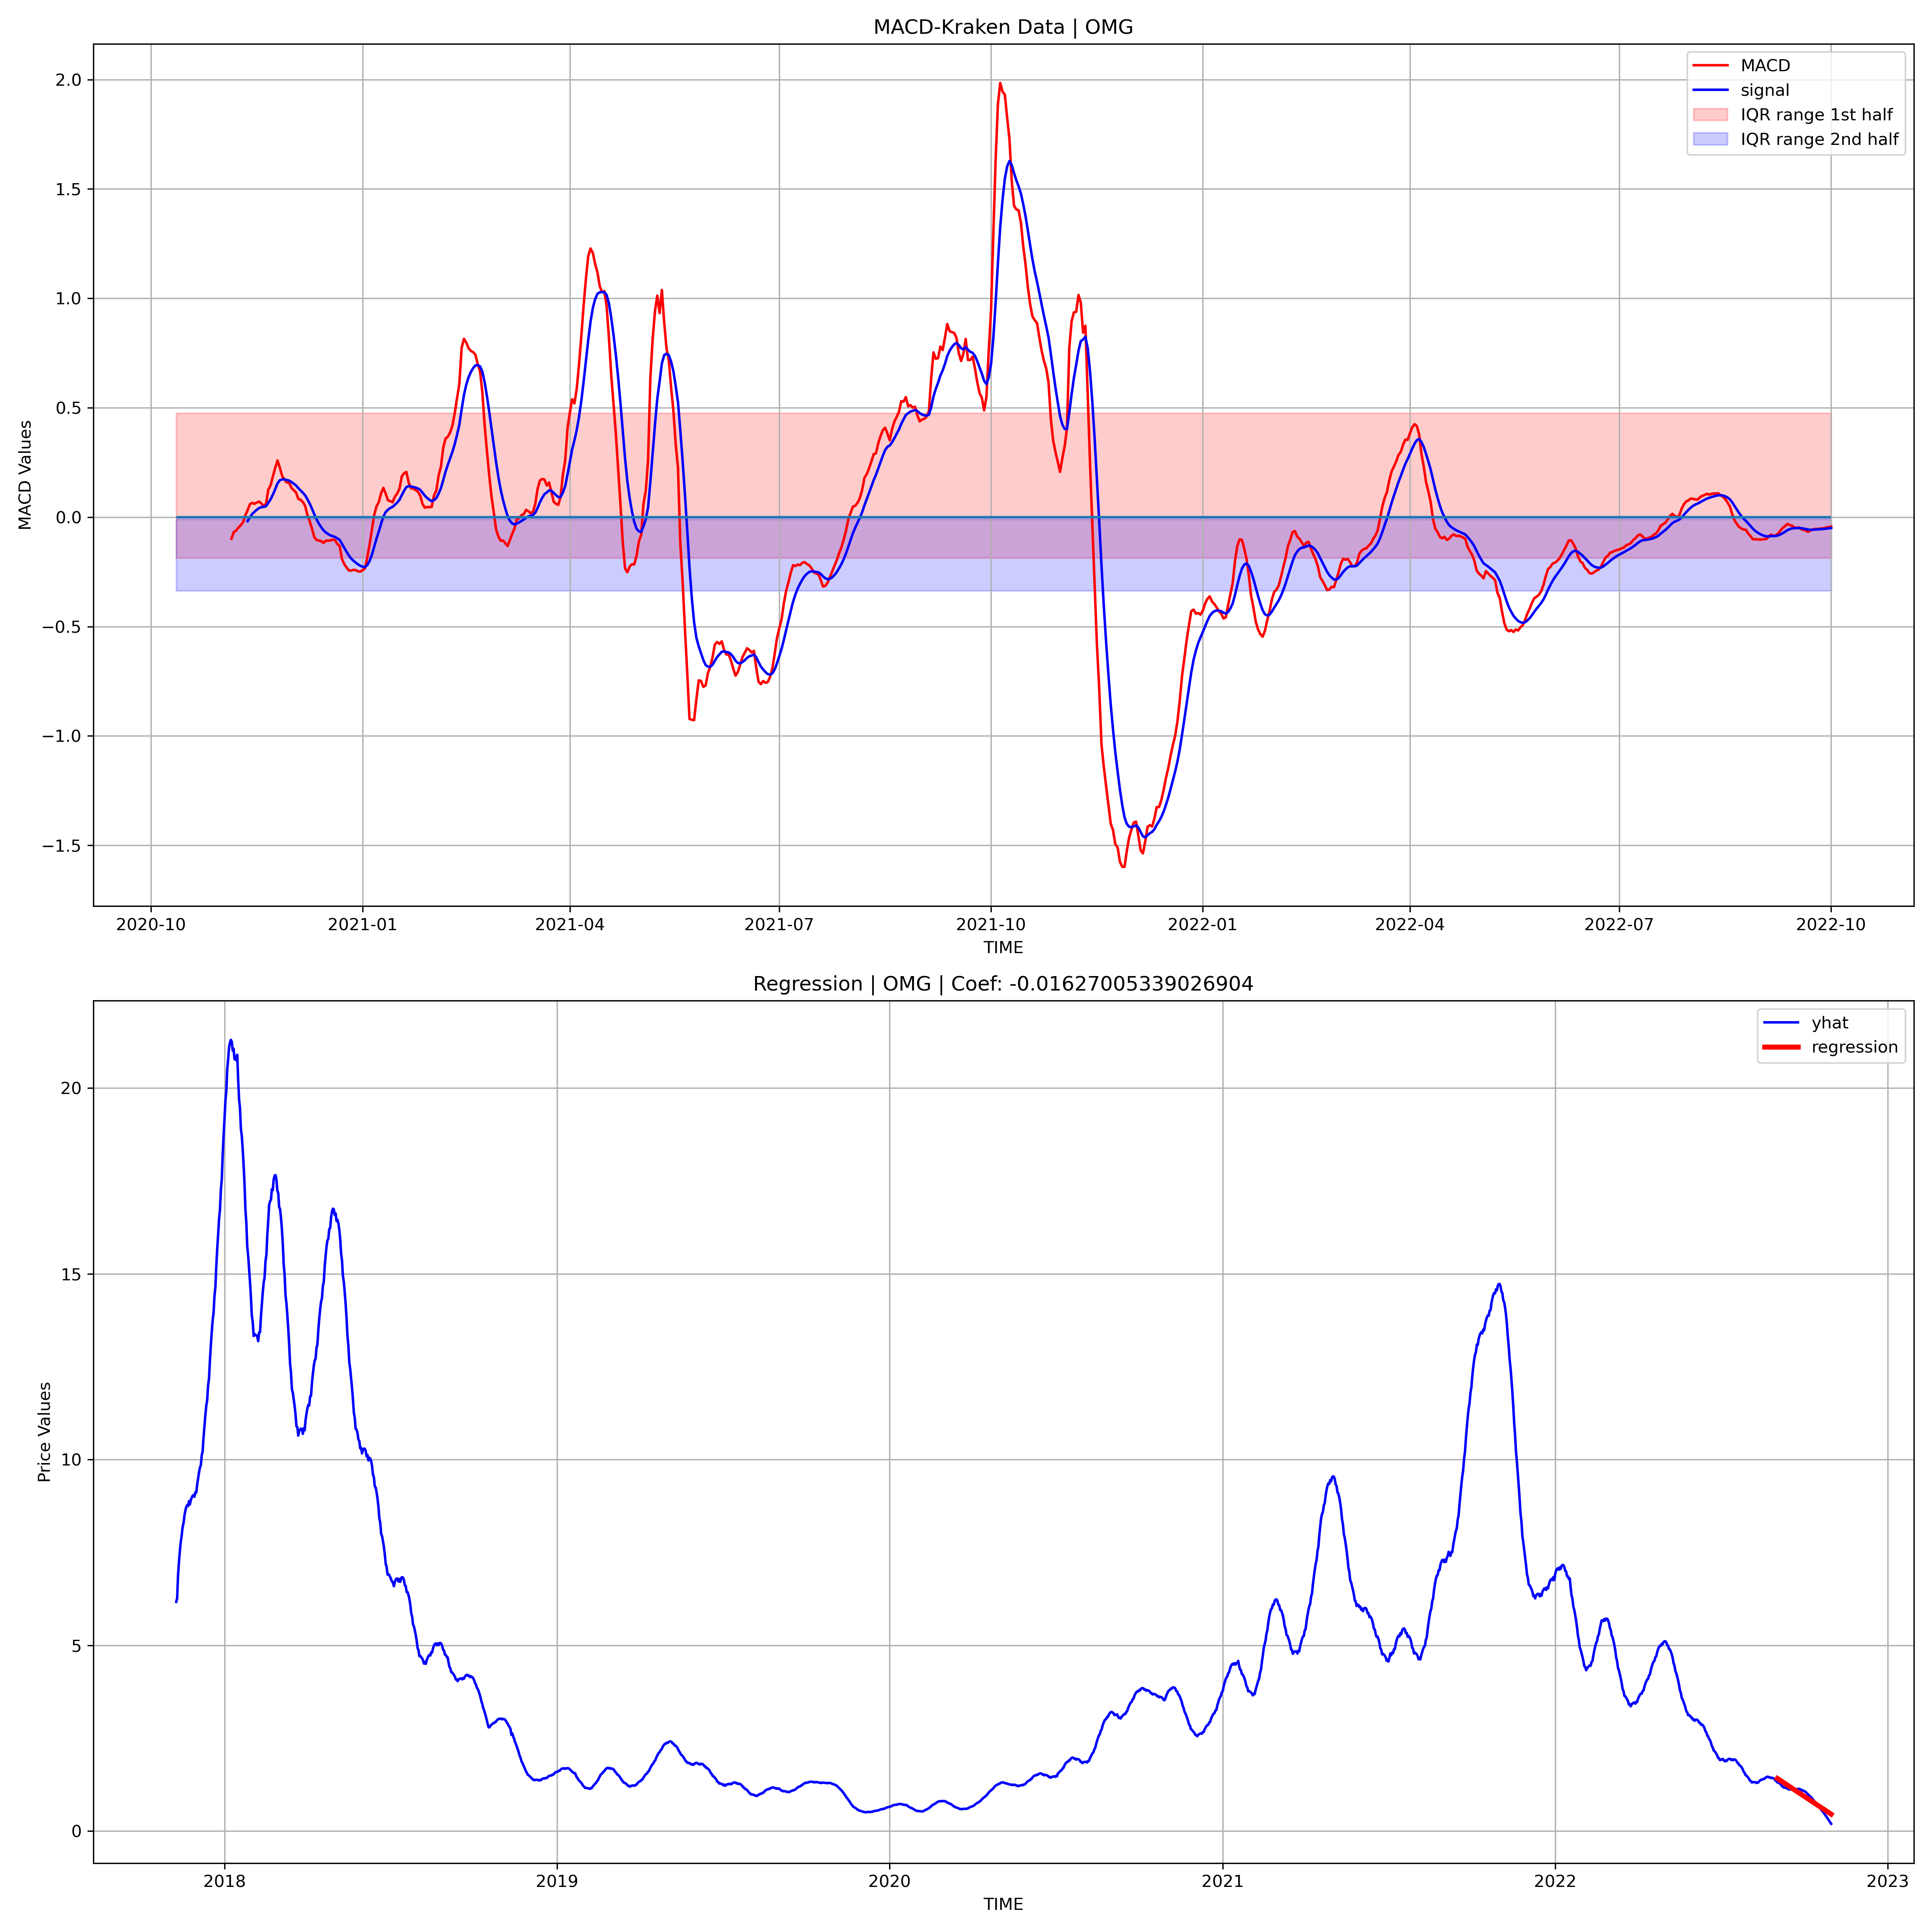 MACD-Kraken Data | OMG
MACD Values
2.0
1.5
1.0
0.5
0.0
−0.5
−1.0
−1.5
MACD
signal
IQR range 1st half
IQR range 2nd half
2020-10
2021-01
2021-04
2021-07
2021-10
2022-01
2022-04
2022-07
2022-10
TIME
Regression | OMG | Coef: -0.01627005339026904
Price Values
20
15
10
5
0
yhat
regression
2018
2019
2020
2021
2022
2023
TIME